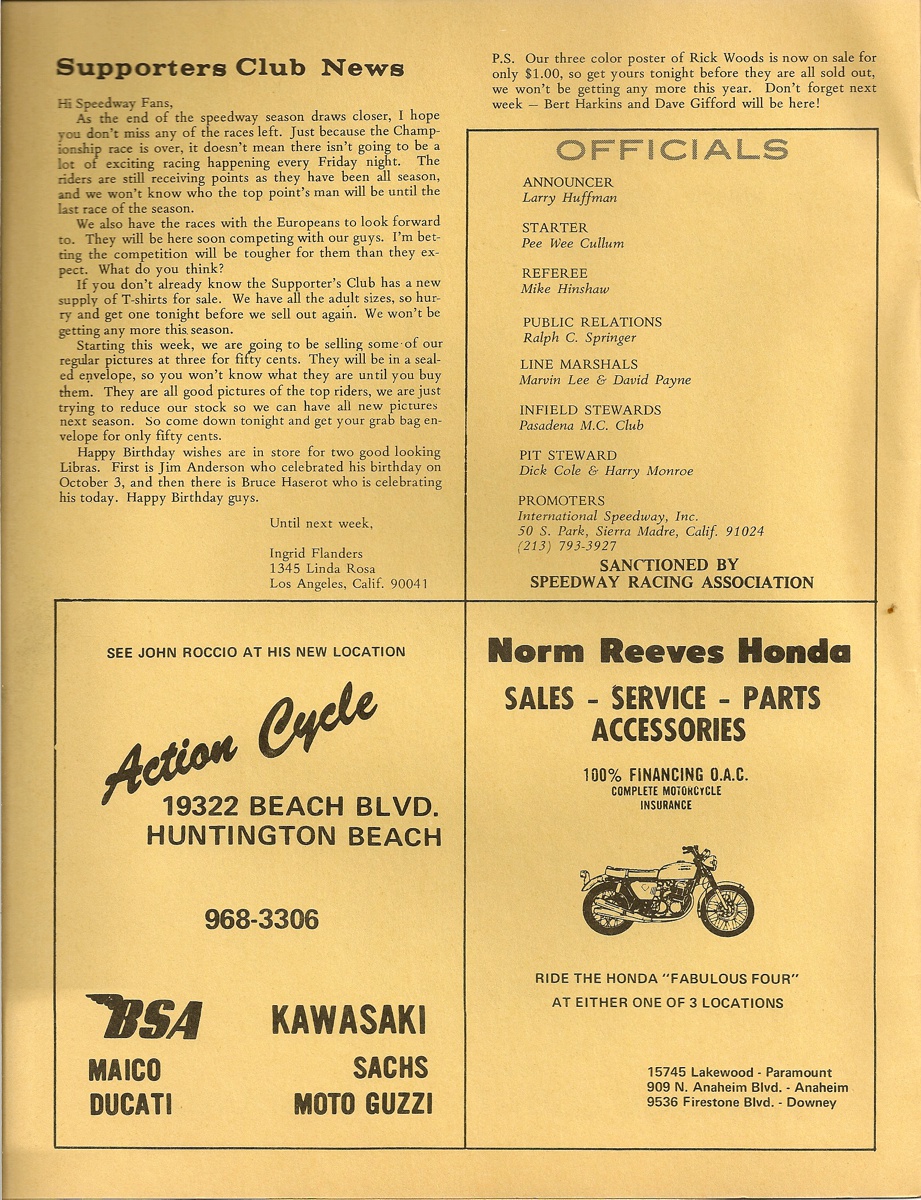 Supporters Club News
Hi Speedway Fans,
As the end of the speedway season draws closer, I hope
you don't miss any of the races left. Just because the Champ-
ionship race is over, it doesn't mean there isn't going to be a
lot of exciting racing happening every Friday night. The
riders are still receiving points as they have been all season,
and we won't know who the top point's man will be until the
last race of the season.
We also have the races with the Europeans to look forward
to. They will be here soon competing with our guys. I'm bet-
ting the competition will be tougher for them than they ex-
pect. What do you think?
If you don't already know the Supporter's Club has a new
supply of T-shirts for sale. We have all the adult sizes, so hur-
ry and get one tonight before we sell out again. We won't be
getting any more this season.
Starting this week, we are going to be selling some of our
regular pictures at three for fifty cents. They will be in a seal-
ed envelope, so you won't know what they are until you buy
them. They are all good pictures of the top riders, we are just
trying to reduce our stock so we can have all new pictures
next season. So come down tonight and get your grab bag en-
velope for only fifty cents.
Happy Birthday wishes are in store for two good looking
Libras. First is Jim Anderson who celebrated his birthday on
October 3, and then there is Bruce Haserot who is celebrating
his today. Happy Birthday guys.
Until next week,
Ingrid Flanders
1345 Linda Rosa
Los Angeles, Calif. 90041
P.S. Our three color poster of Rick Woods is now on sale for
only $1.00, so get yours tonight before they are all sold out,
we won't be getting any more this year. Don't forget next
week — Bert Harkins and Dave Gifford will be here!
OFFICIALS
ANNOUNCER
Larry Huffman
STARTER
Pee Wee Cullum
REFEREE
Mike Hinshaw
PUBLIC RELATIONS
Ralph C. Springer
LINE MARSHALS
Marvin Lee & David Payne
INFIELD STEWARDS
Pasadena M.C. Club
PIT STEWARD
Dick Cole & Harry Monroe
PROMOTERS
International Speedway, Inc.
50 S. Park, Sierra Madre, Calif. 91024
(213) 793-3927
SANCTIONED BY
SPEEDWAY RACING ASSOCIATION
SEE JOHN ROCCIO AT HIS NEW LOCATION
Action Cycle
19322 BEACH BLVD.
HUNTINGTON BEACH
968-3306
BSA KAWASAKI
MAICO SACHS
DUCATI MOTO GUZZI
Norm Reeves Honda
SALES - SERVICE - PARTS
ACCESSORIES
100% FINANCING O.A.C.
COMPLETE MOTORCYCLE
INSURANCE
RIDE THE HONDA "FABULOUS FOUR"
AT EITHER ONE OF 3 LOCATIONS
15745 Lakewood - Paramount
909 N. Anaheim Blvd. - Anaheim
9536 Firestone Blvd. - Downey